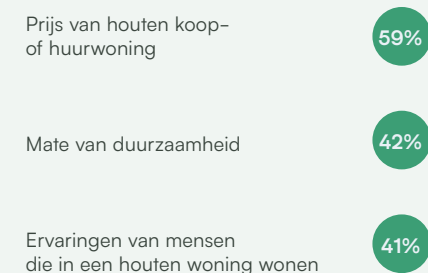 Prijs van houten koop-
of huurwoning
59%
Mate van duurzaamheid
42%
Ervaringen van mensen
die in een houten woning wonen
41%